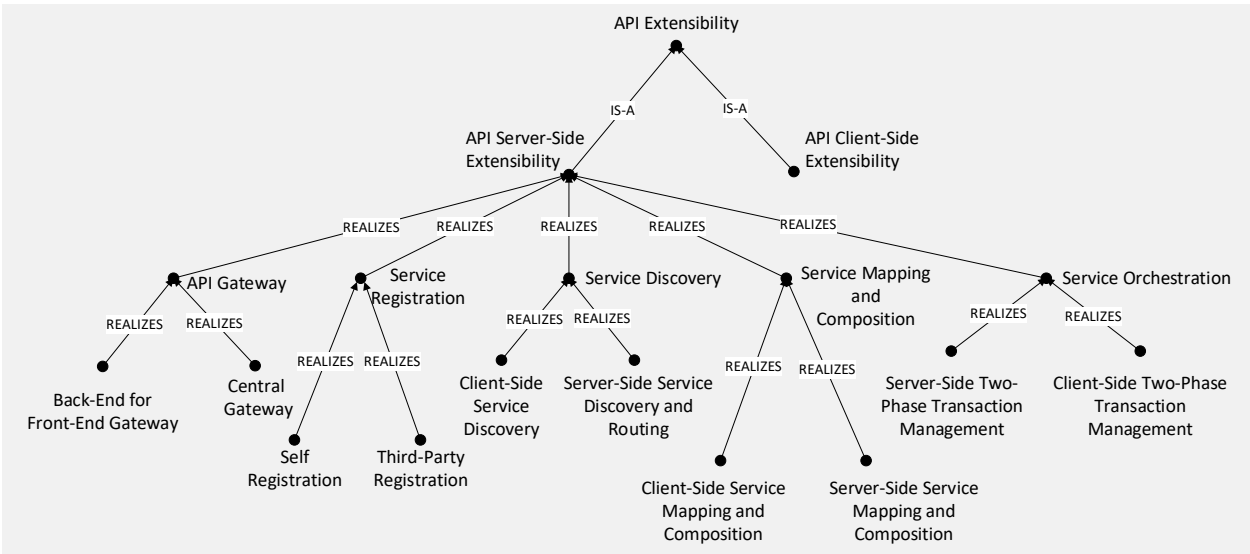 API Extensibility
IS-A
IS-A
API Server-Side
Extensibility
API Client-Side
Extensibility
REALIZES
REALIZES
REALIZES
REALIZES
REALIZES
API Gateway
Service
Registration
Service Discovery
Service Mapping
and
Composition
Service Orchestration
REALIZES
REALIZES
REALIZES
REALIZES
REALIZES
REALIZES
REALIZES
REALIZES
REALIZES
REALIZES
Back-End for
Front-End Gateway
Central
Gateway
Self
Registration
Third-Party
Registration
Client-Side
Service
Discovery
Server-Side Service
Discovery and
Routing
Client-Side Service
Mapping and
Composition
Server-Side Service
Mapping and
Composition
Server-Side Two-
Phase Transaction
Management
Client-Side Two-Phase
Transaction
Management